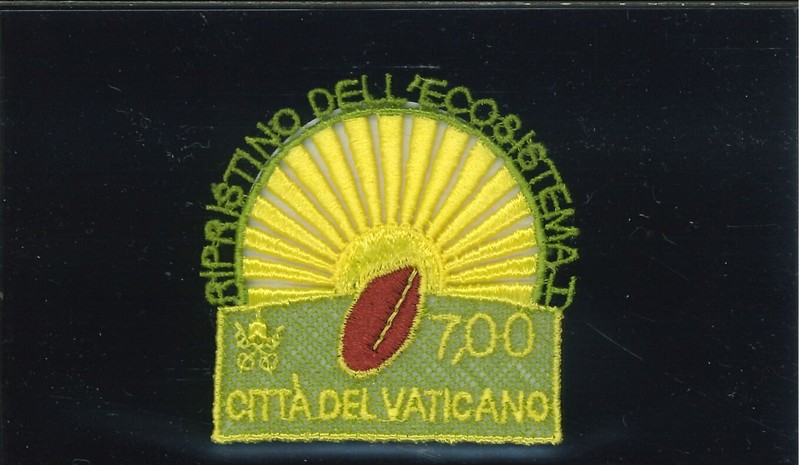 RIPRISTINO DELL'ECOSISTEMA I
7,00
CITTÀ DEL VATICANO